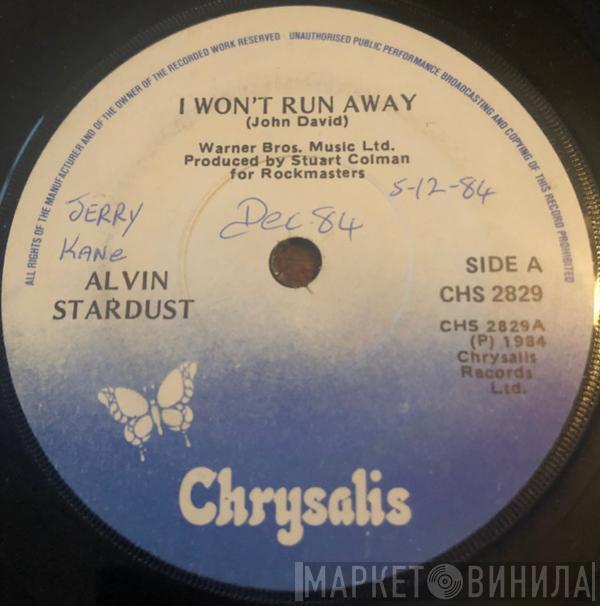 ALL RIGHTS OF THE MANUFACTURER AND OF THE OWNER OF THE RECORDED WORK RESERVED · UNAUTHORISED PUBLIC PERFORMANCE BROADCASTING AND COPYING OF THIS RECORD PROHIBITED
I WON'T RUN AWAY
(John David)
Warner Bros. Music Ltd.
Produced by Stuart Colman
for Rockmasters
JERRY
KANE
Dec 84
5-12-84
ALVIN
STARDUST
SIDE A
CHS 2829
CHS 2829A
(P) 1984
Chrysalis
Records
Ltd.
Chrysalis
МАРКЕТ ВИНИЛА